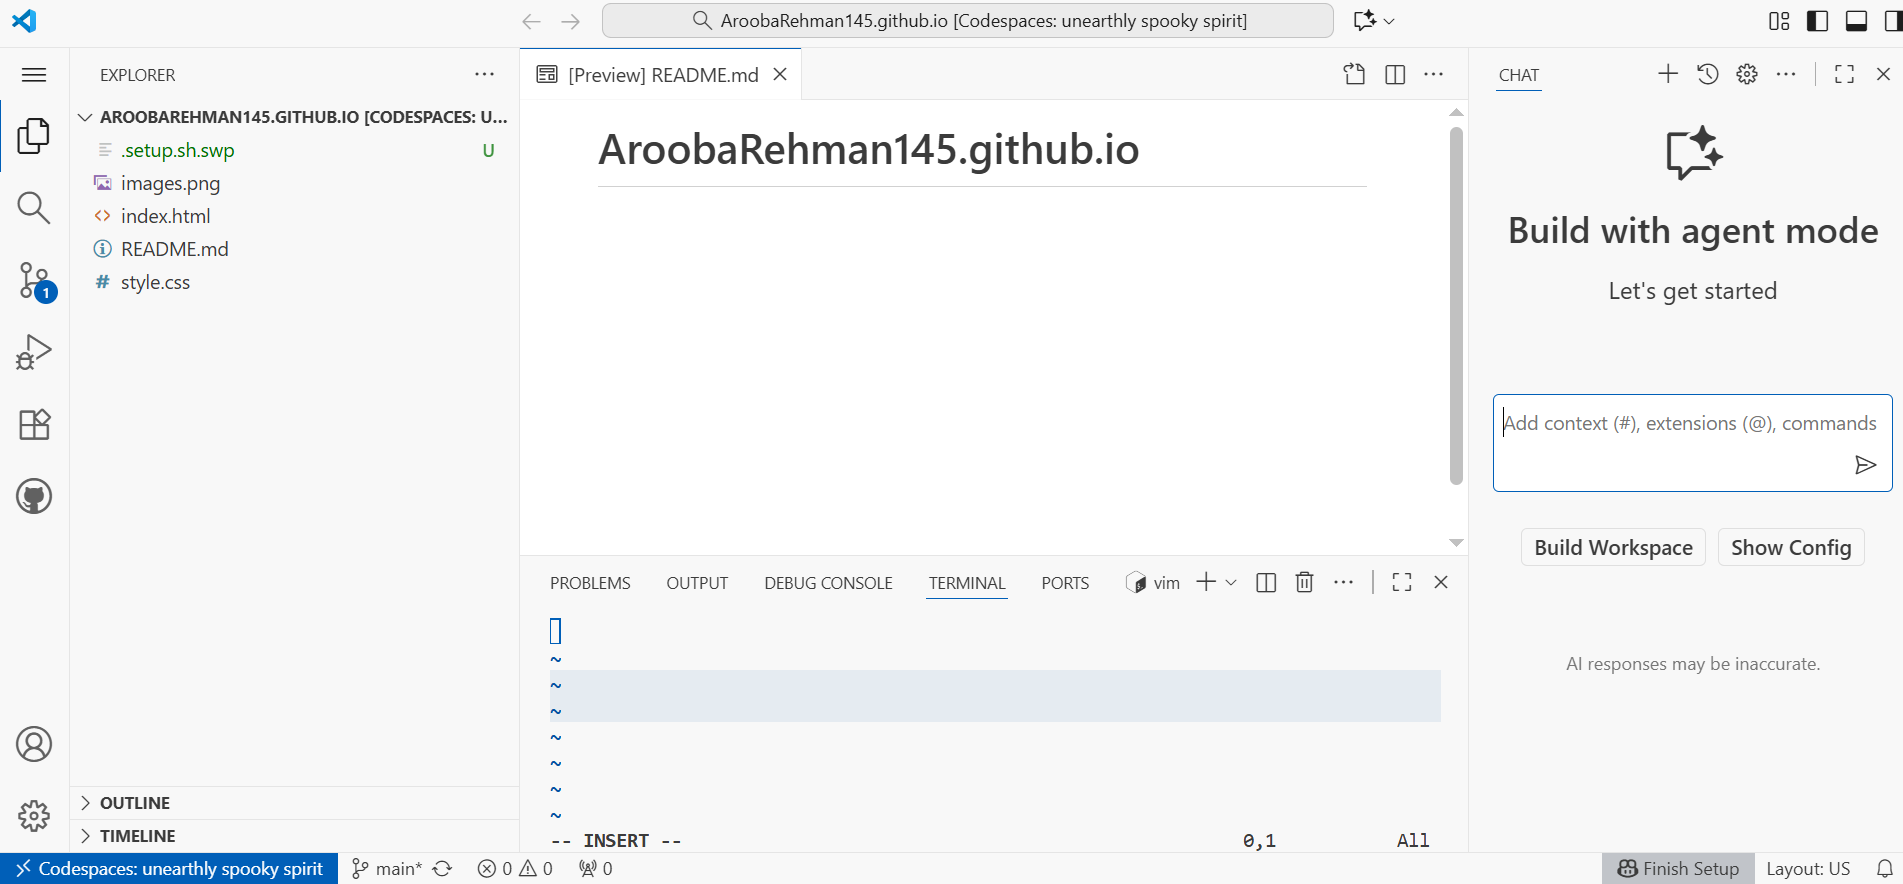 AroobaRehman145.github.io [Codespaces: unearthly spooky spirit]
EXPLORER
AROOBAREHMAN145.GITHUB.IO [CODESPACES: U...
.setup.sh.swp U
images.png
index.html
README.md
style.css
1
OUTLINE
TIMELINE
[Preview] README.md
AroobaRehman145.github.io
PROBLEMS OUTPUT DEBUG CONSOLE TERMINAL PORTS vim
~
~
~
~
~
~
~
-- INSERT -- 0,1 All
CHAT
Build with agent mode
Let's get started
Add context (#), extensions (@), commands
Build Workspace Show Config
AI responses may be inaccurate.
Codespaces: unearthly spooky spirit main* 0 0 0 Finish Setup Layout: US